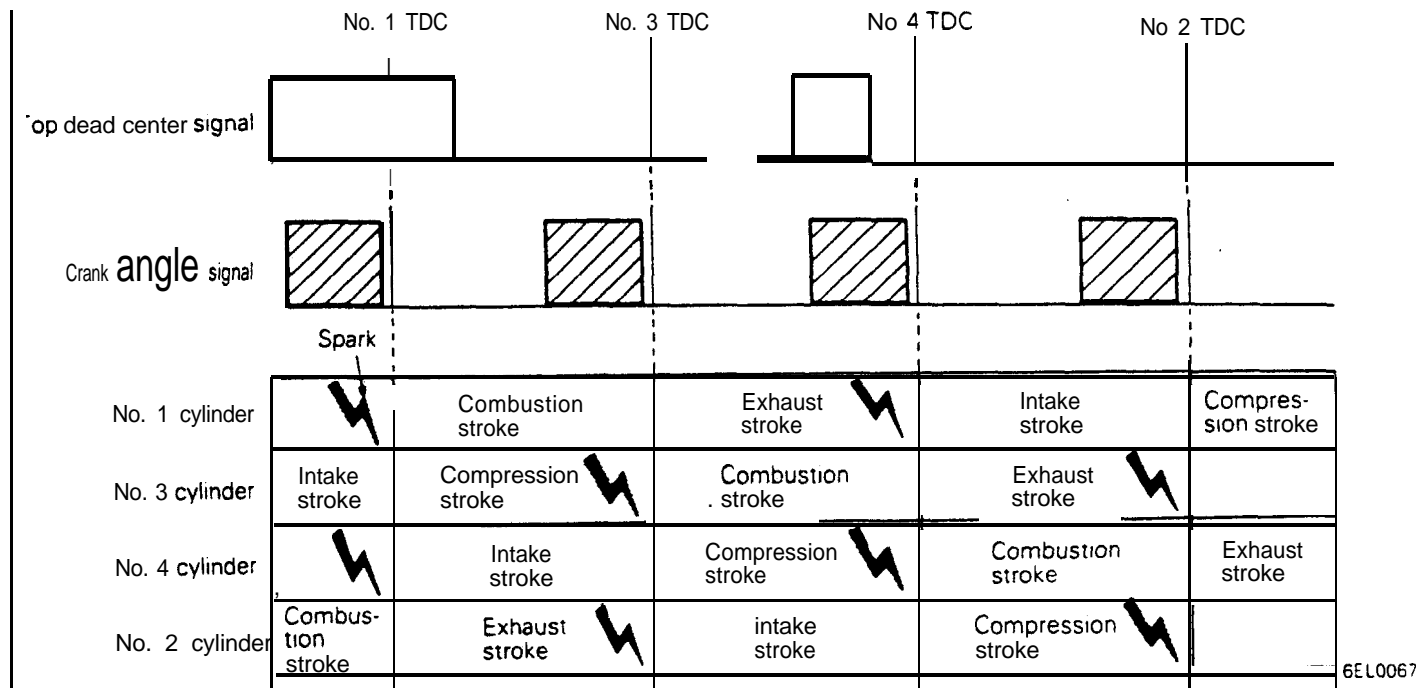 No. 1 TDC
No. 3 TDC
No 4 TDC
No 2 TDC
op dead center signal
Crank angle signal
Spark
No. 1 cylinder
Combustion
stroke
Exhaust
stroke
Intake
stroke
Compres-
sion stroke
No. 3 cylinder
Intake
stroke
Compression
stroke
Combustion
. stroke
Exhaust
stroke
No. 4 cylinder
Intake
stroke
Compression
stroke
Combustion
stroke
Exhaust
stroke
No. 2 cylinder
Combus-
tion
stroke
Exhaust
stroke
intake
stroke
Compression
stroke
6EL0067